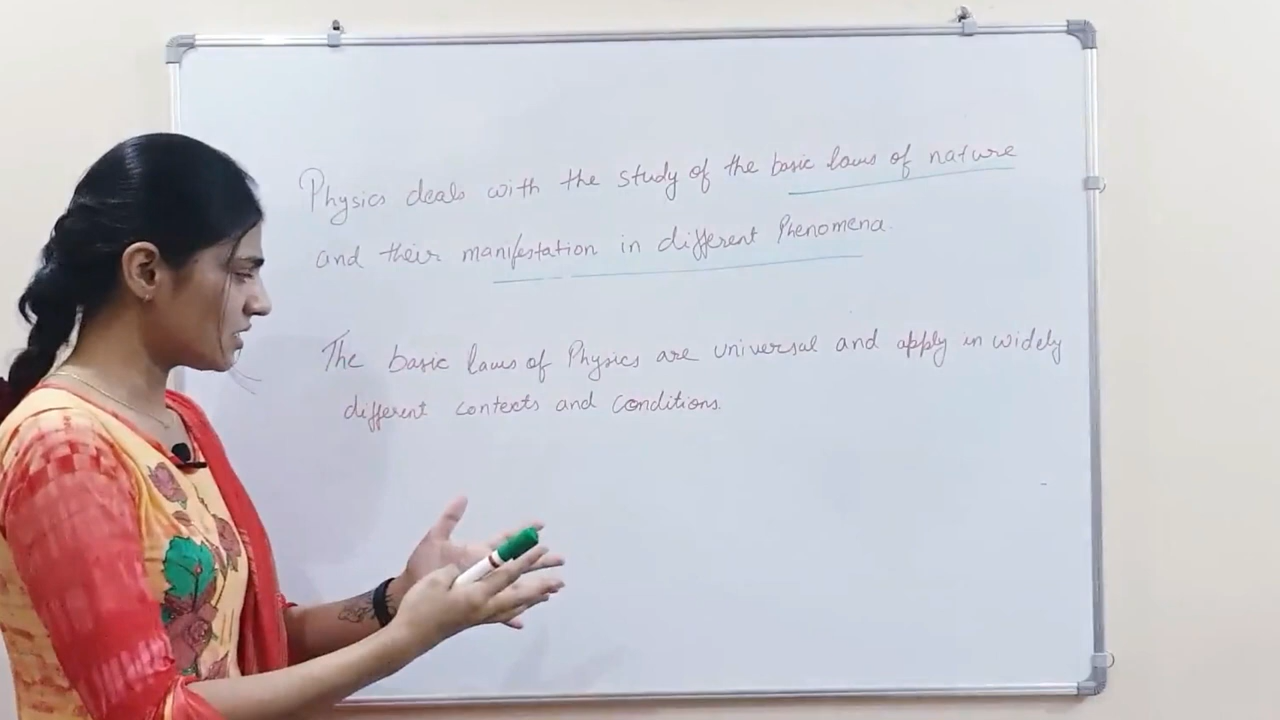 Physics deals with the study of the basic laws of nature
and their manifestation in different Phenomena.
The basic laws of Physics are universal and apply in widely
different contexts and conditions.